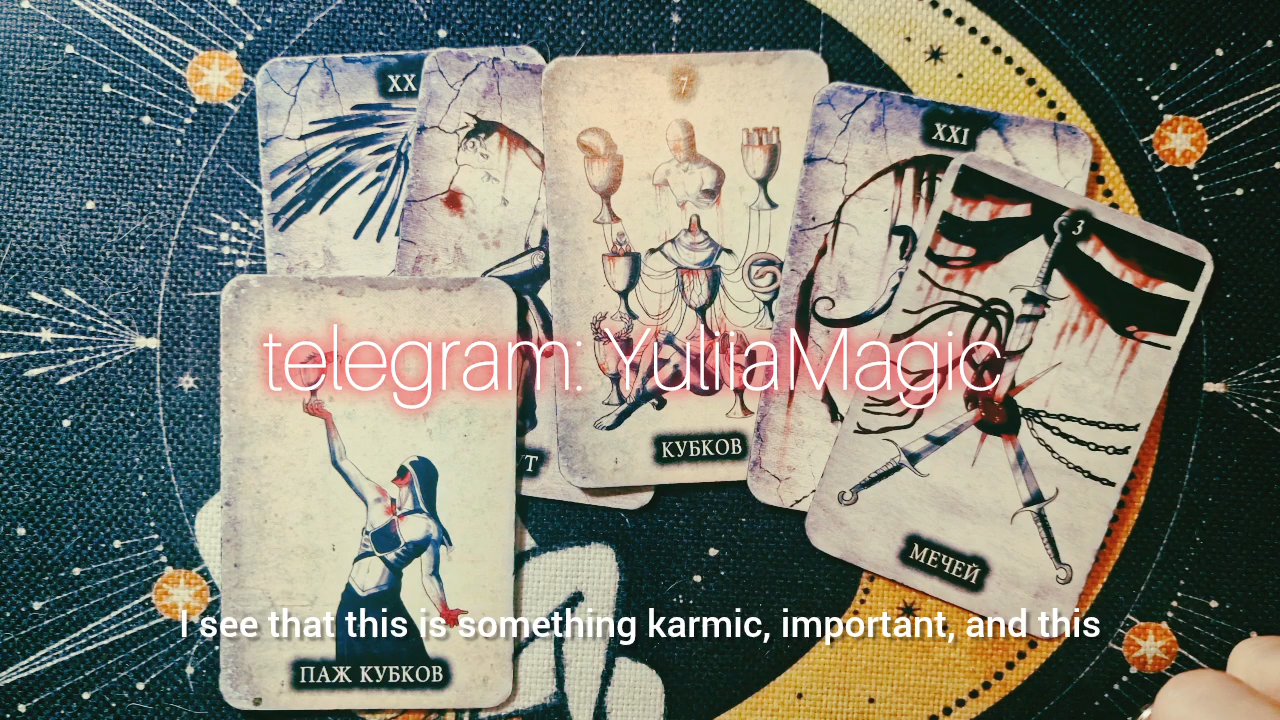 XX
7
XXI
3
telegram: YuliiaMagic
УТ
КУБКОВ
МЕЧЕЙ
I see that this is something karmic, important, and this
ПАЖ КУБКОВ